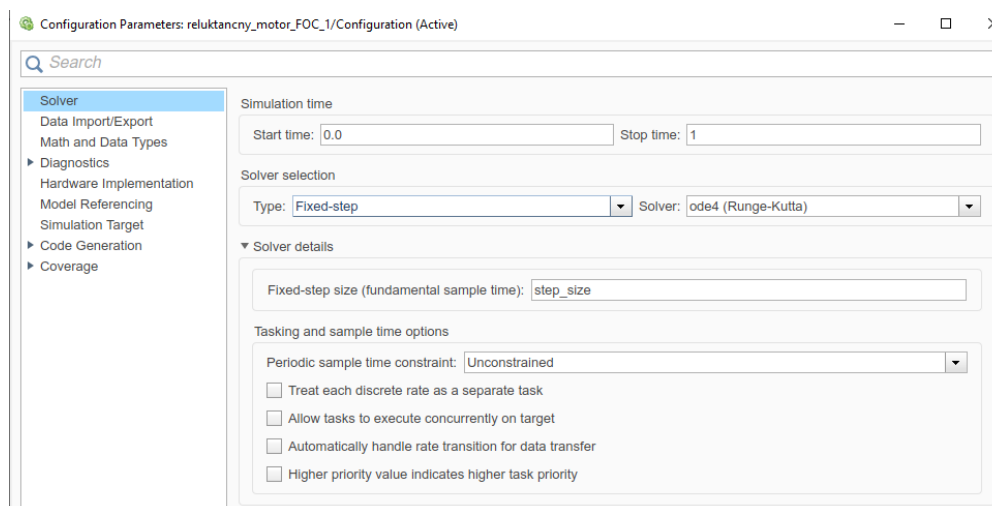 Configuration Parameters: reluktancny_motor_FOC_1/Configuration (Active)
Search
Solver
Data Import/Export
Math and Data Types
Diagnostics
Hardware Implementation
Model Referencing
Simulation Target
Code Generation
Coverage
Simulation time
Start time: 0.0 Stop time: 1
Solver selection
Type: Fixed-step Solver: ode4 (Runge-Kutta)
Solver details
Fixed-step size (fundamental sample time): step_size
Tasking and sample time options
Periodic sample time constraint: Unconstrained
Treat each discrete rate as a separate task
Allow tasks to execute concurrently on target
Automatically handle rate transition for data transfer
Higher priority value indicates higher task priority